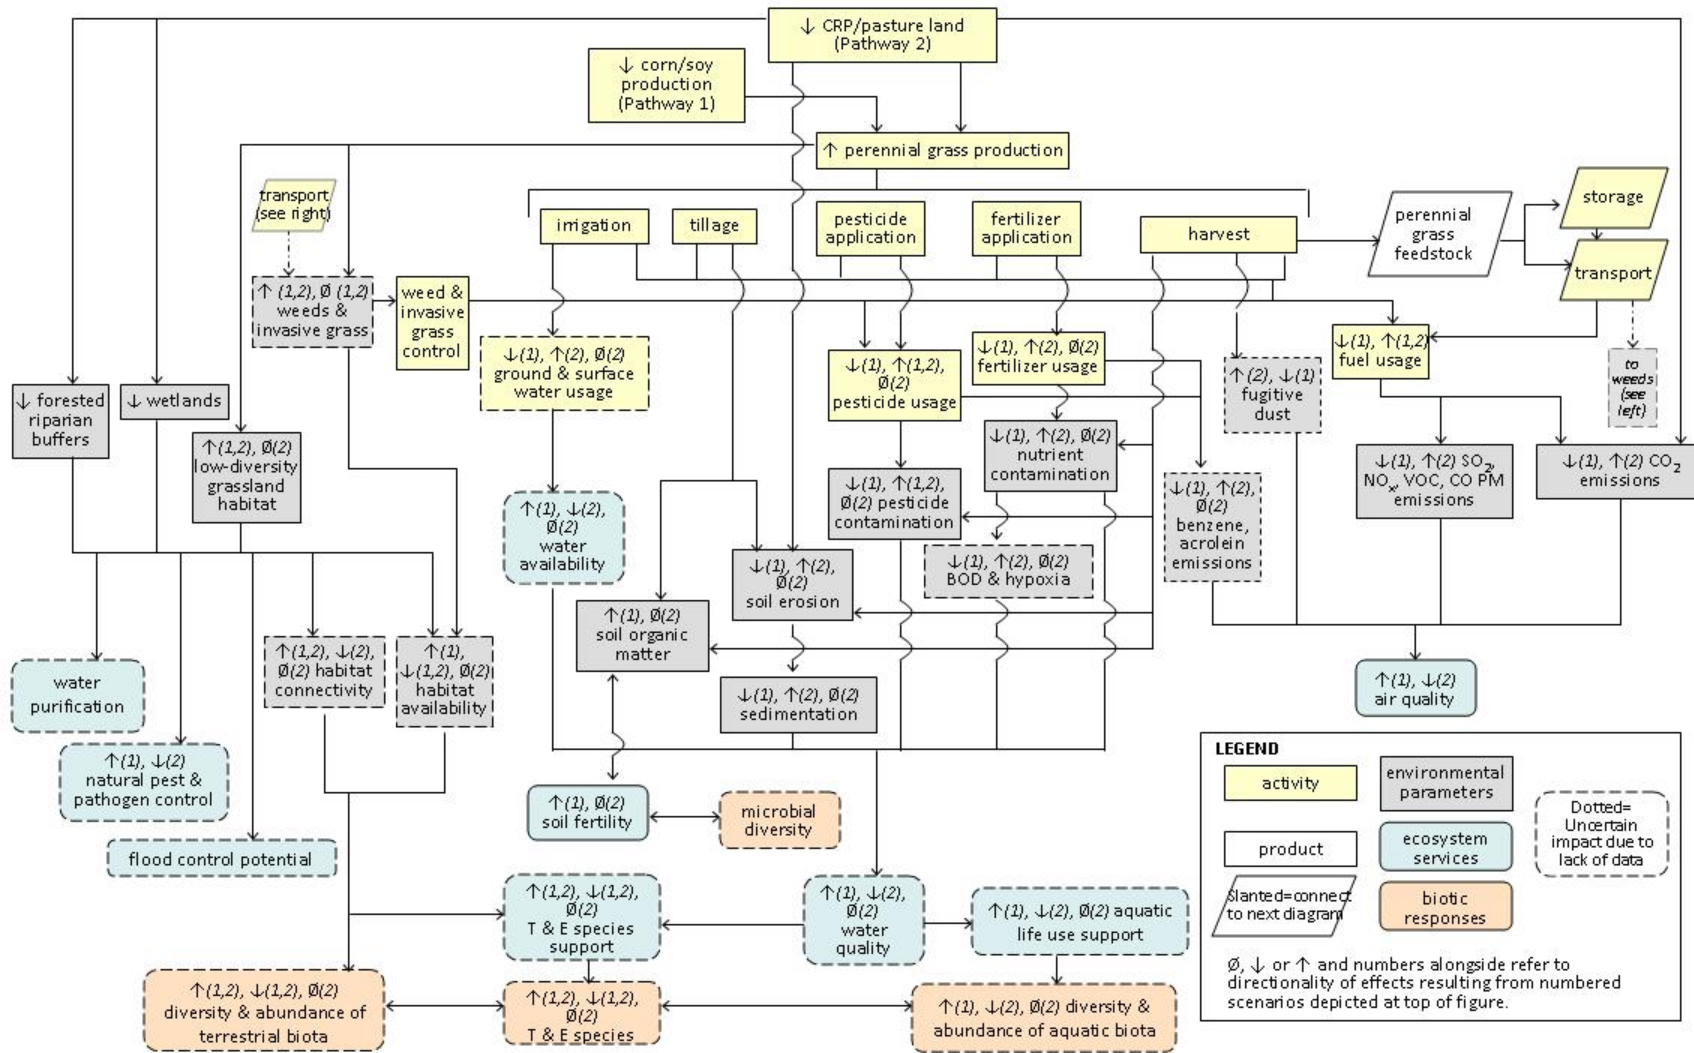 ↓ CRP/pasture land
(Pathway 2)
↓ corn/soy
production
(Pathway 1)
↑ perennial grass production
transport
(see right)
irrigation
tillage
pesticide
application
fertilizer
application
harvest
perennial
grass
feedstock
storage
transport
↑ (1,2), Ø (1,2)
weeds &
invasive grass
weed &
invasive
grass
control
↓(1), ↑(2), Ø(2)
ground & surface
water usage
↓(1), ↑(1,2),
Ø(2)
pesticide usage
↓(1), ↑(2), Ø(2)
fertilizer usage
↑(2), ↓(1)
fugitive
dust
↓(1), ↑(1,2)
fuel usage
to
weeds
(see
left)
↓ forested
riparian
buffers
↓ wetlands
↑(1,2), Ø(2)
low-diversity
grassland
habitat
↑(1), ↓(2),
Ø(2)
water
availability
↓(1), ↑(1,2),
Ø(2) pesticide
contamination
↓(1), ↑(2), Ø(2)
nutrient
contamination
↓(1), ↑(2),
Ø(2)
benzene,
acrolein
emissions
↓(1), ↑(2) SO2,
NOx, VOC, CO PM
emissions
↓(1), ↑(2) CO2
emissions
↓(1), ↑(2),
Ø(2)
soil erosion
↓(1), ↑(2), Ø(2)
BOD & hypoxia
↑(1), Ø(2)
soil organic
matter
↓(1), ↑(2), Ø(2)
sedimentation
water
purification
↑(1,2), ↓(2),
Ø(2) habitat
connectivity
↑(1),
↓(1,2), Ø(2)
habitat
availability
↑(1), ↓(2)
air quality
↑(1), ↓(2)
natural pest &
pathogen control
flood control potential
↑(1), Ø(2)
soil fertility
microbial
diversity
↑(1,2), ↓(1,2),
Ø(2)
T & E species
support
↑(1), ↓(2),
Ø(2)
water
quality
↑(1), ↓(2), Ø(2) aquatic
life use support
↑(1,2), ↓(1,2), Ø(2)
diversity & abundance of
terrestrial biota
↑(1,2), ↓(1,2),
Ø(2)
T & E species
↑(1), ↓(2), Ø(2) diversity &
abundance of aquatic biota
LEGEND
activity
environmental
parameters
Dotted=
Uncertain
impact due to
lack of data
product
ecosystem
services
Slanted=connect
to next diagram
biotic
responses
Ø, ↓ or ↑ and numbers alongside refer to
directionality of effects resulting from numbered
scenarios depicted at top of figure.